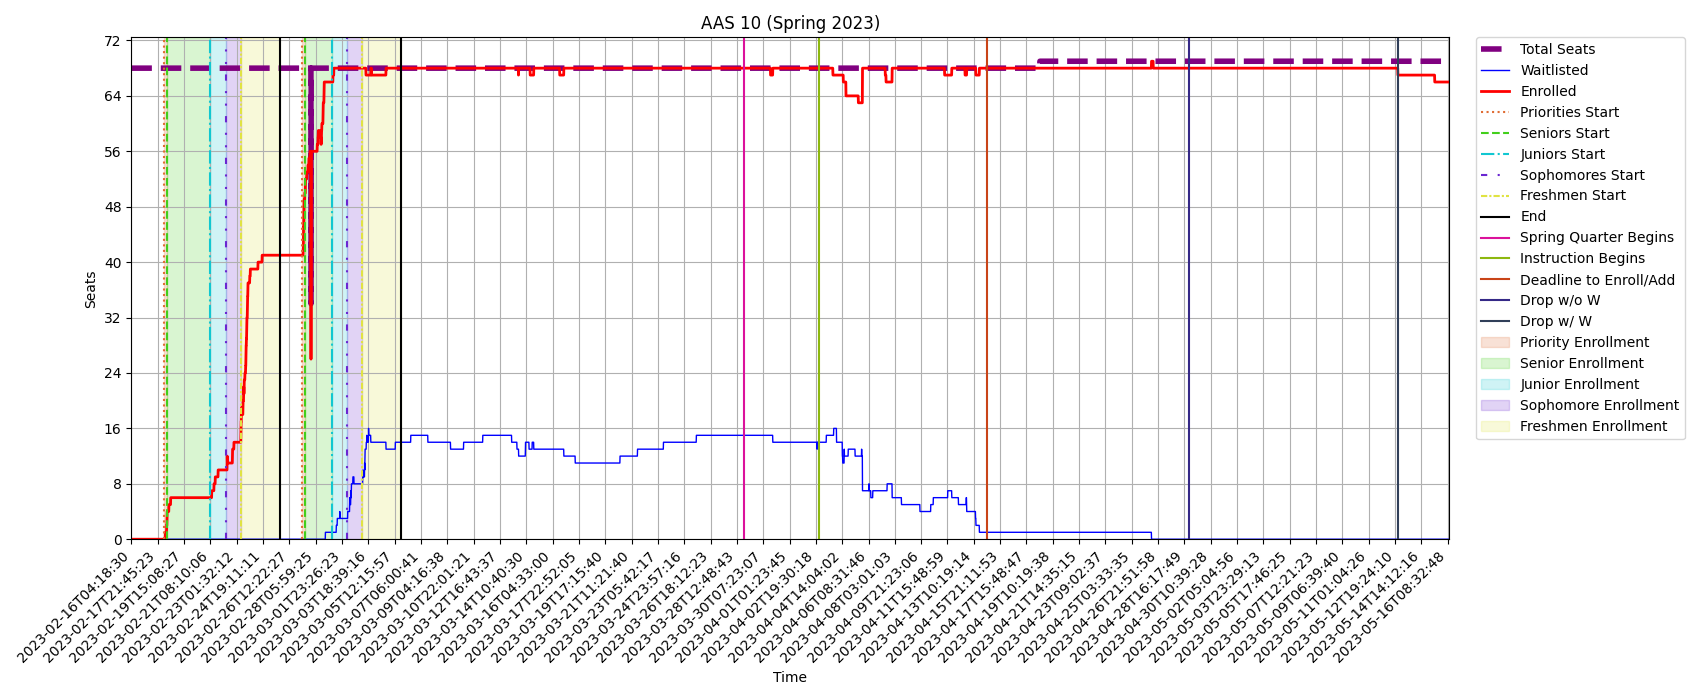 AAS 10 (Spring 2023)
72
64
56
48
40
32
24
16
8
0
Seats
2023-02-16T04:18:30
2023-02-17T21:45:23
2023-02-19T15:08:27
2023-02-21T08:10:06
2023-02-23T01:32:12
2023-02-24T19:11:11
2023-02-26T12:22:27
2023-02-28T05:59:25
2023-03-01T23:26:23
2023-03-03T18:39:16
2023-03-05T12:15:57
2023-03-07T06:00:41
2023-03-09T04:16:38
2023-03-10T22:01:21
2023-03-12T16:43:37
2023-03-14T10:40:30
2023-03-16T04:33:00
2023-03-17T22:52:05
2023-03-19T17:15:40
2023-03-21T11:21:40
2023-03-23T05:42:17
2023-03-24T23:57:16
2023-03-26T18:12:23
2023-03-28T12:48:43
2023-03-30T07:23:07
2023-04-01T01:23:45
2023-04-02T19:30:18
2023-04-04T14:04:02
2023-04-06T08:31:46
2023-04-08T03:01:03
2023-04-09T21:23:06
2023-04-11T15:48:59
2023-04-13T10:19:14
2023-04-15T21:11:53
2023-04-17T15:48:47
2023-04-19T10:19:38
2023-04-21T14:35:15
2023-04-23T09:02:37
2023-04-25T03:33:35
2023-04-26T21:51:58
2023-04-28T16:17:49
2023-04-30T10:39:28
2023-05-02T05:04:56
2023-05-03T23:29:13
2023-05-05T17:46:25
2023-05-07T12:21:23
2023-05-09T06:39:40
2023-05-11T01:04:26
2023-05-12T19:24:10
2023-05-14T14:12:16
2023-05-16T08:32:48
Time
Total Seats
Waitlisted
Enrolled
Priorities Start
Seniors Start
Juniors Start
Sophomores Start
Freshmen Start
End
Spring Quarter Begins
Instruction Begins
Deadline to Enroll/Add
Drop w/o W
Drop w/ W
Priority Enrollment
Senior Enrollment
Junior Enrollment
Sophomore Enrollment
Freshmen Enrollment